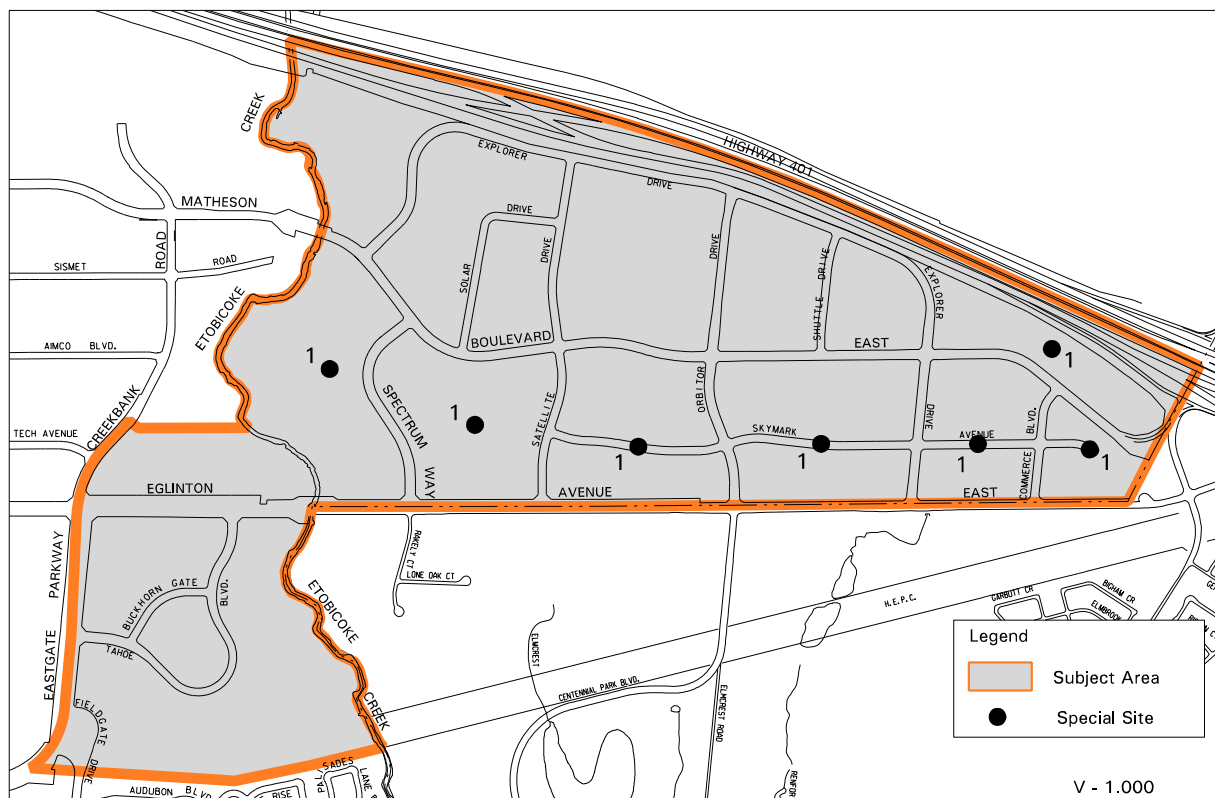 HIGHWAY 401
CREEK
EXPLORER
DRIVE
MATHESON
DRIVE
ROAD
SISMET
ROAD
SOLAR
DRIVE
DRIVE
SHUTTLE DRIVE
EXPLORER
ETOBICOKE
AIMCO BLVD.
BOULEVARD
EAST
1
1
1
SPECTRUM WAY
ORBITOR
SATELLITE
DRIVE
BLVD.
CREEKBANK
TECH AVENUE
SKYMARK
AVENUE
1
1
1
1
COMMERCE
EGLINTON
AVENUE
EAST
RAKELY CT
LONE OAK CT
PARKWAY
EASTGATE
BUCKHORN GATE
BLVD.
TAHOE
ETOBICOKE
CREEK
H.E.P.C.
GARBUTT CR
BIGHAM CR
ELMBROOK
ELMCREST
CENTENNIAL PARK BLVD.
ELMCREST ROAD
FIELDGATE
DRIVE
AUDUBON
RISE
SADES
LANE
RENFOR
Legend
Subject Area
Special Site
V - 1.000